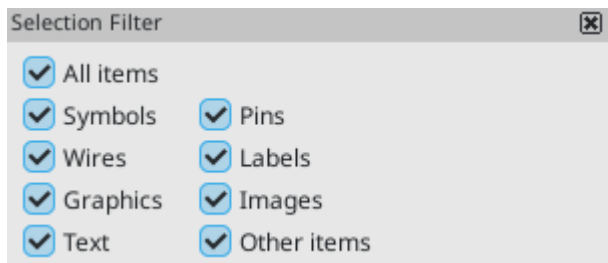 Selection Filter
All items
Symbols Pins
Wires Labels
Graphics Images
Text Other items